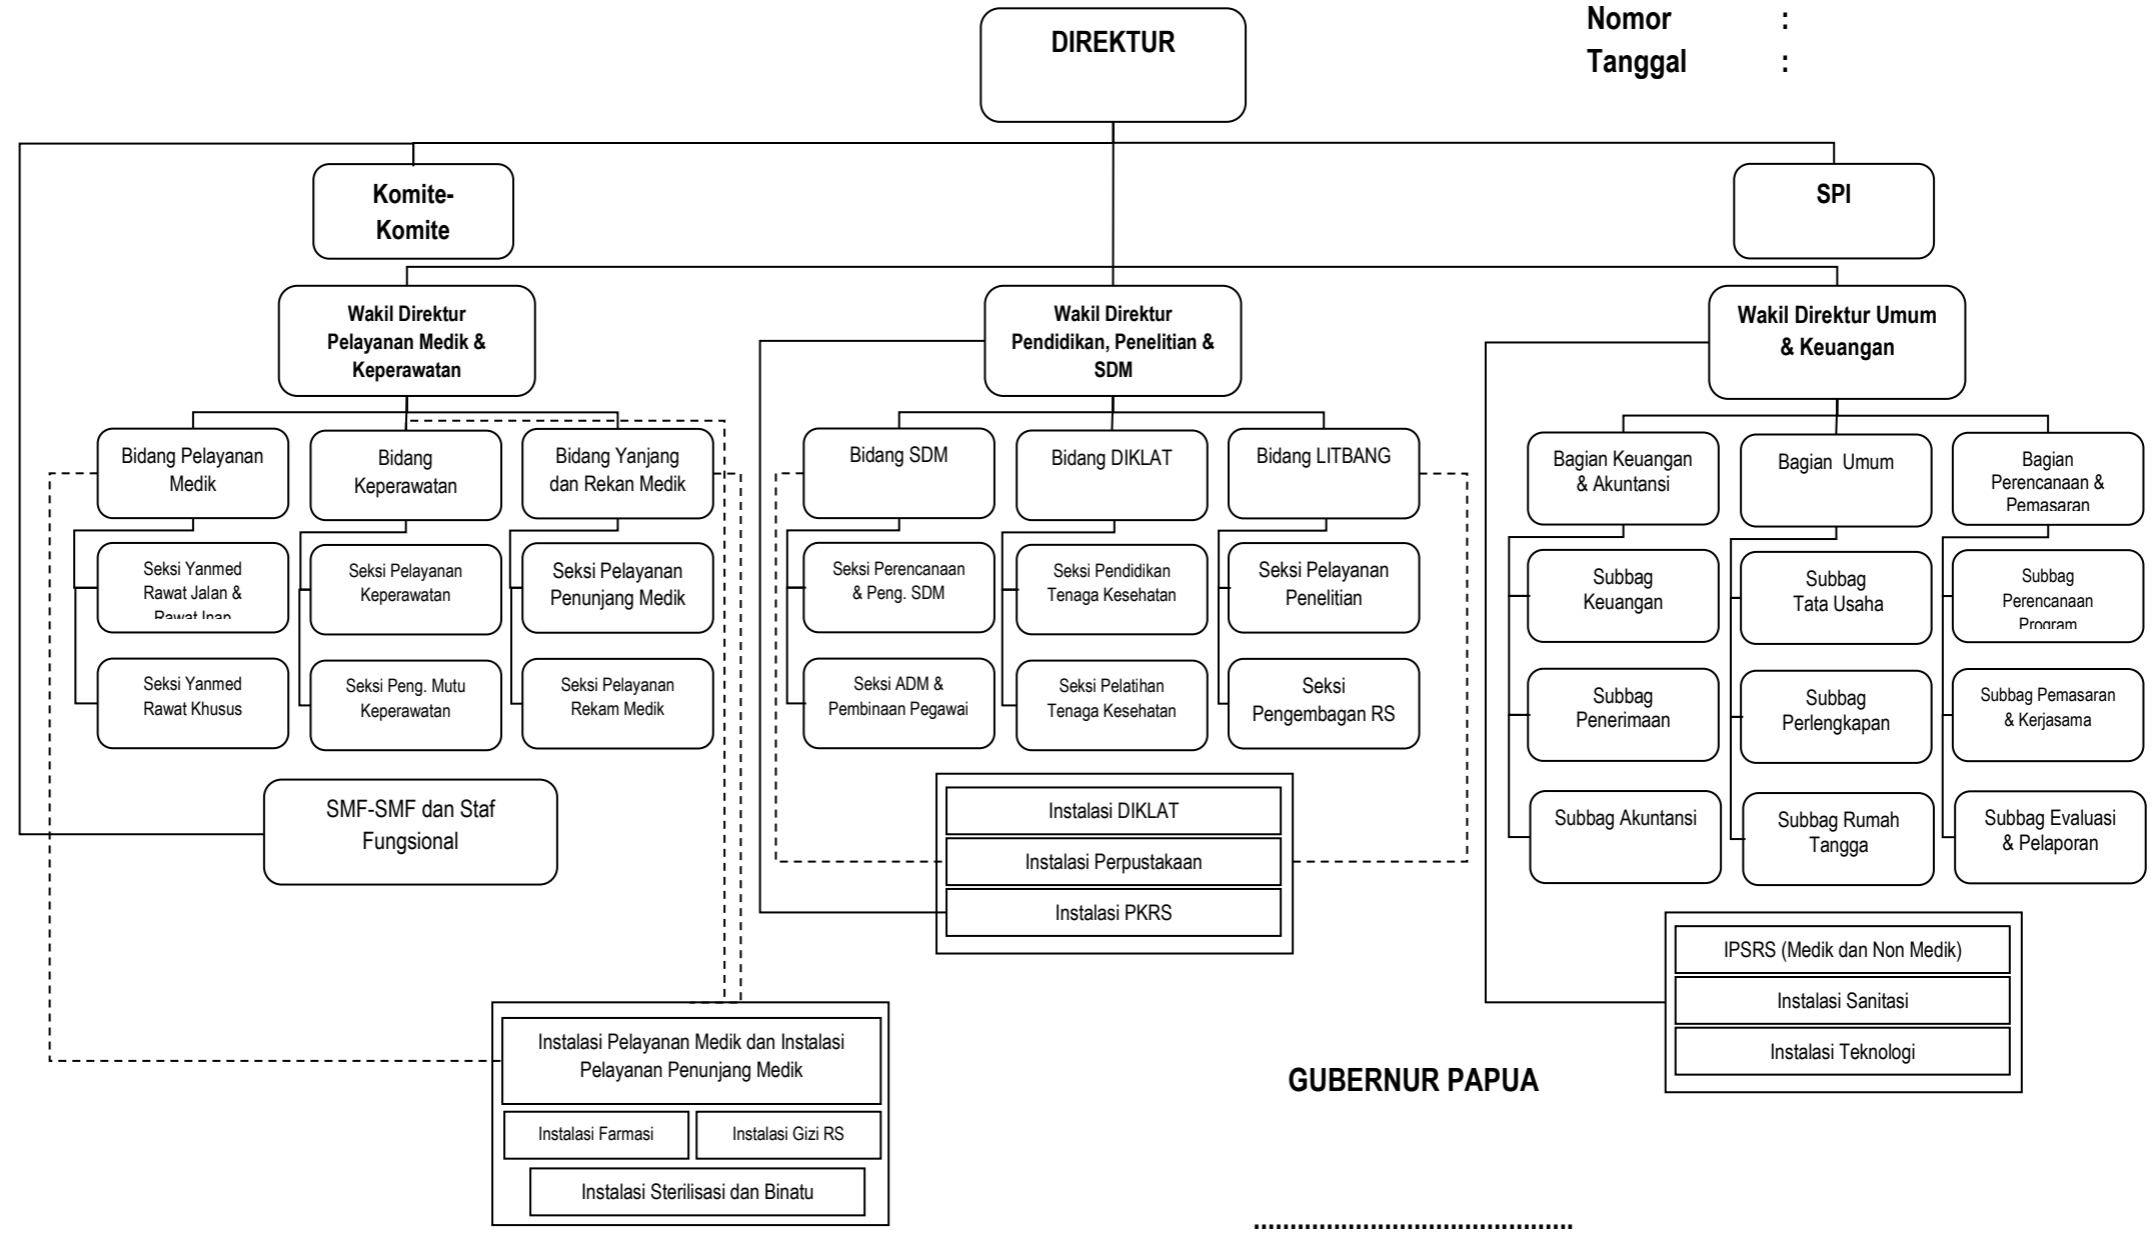 Nomor :
Tanggal :
DIREKTUR
Komite-
Komite
SPI
Wakil Direktur
Pelayanan Medik &
Keperawatan
Wakil Direktur
Pendidikan, Penelitian &
SDM
Wakil Direktur Umum
& Keuangan
Bidang Pelayanan
Medik
Bidang
Keperawatan
Bidang Yanjang
dan Rekan Medik
Bidang SDM
Bidang DIKLAT
Bidang LITBANG
Bagian Keuangan
& Akuntansi
Bagian Umum
Bagian
Perencanaan &
Pemasaran
Seksi Yanmed
Rawat Jalan &
Rawat Inap
Seksi Pelayanan
Keperawatan
Seksi Pelayanan
Penunjang Medik
Seksi Perencanaan
& Peng. SDM
Seksi Pendidikan
Tenaga Kesehatan
Seksi Pelayanan
Penelitian
Subbag
Keuangan
Subbag
Tata Usaha
Subbag
Perencanaan
Program
Seksi Yanmed
Rawat Khusus
Seksi Peng. Mutu
Keperawatan
Seksi Pelayanan
Rekam Medik
Seksi ADM &
Pembinaan Pegawai
Seksi Pelatihan
Tenaga Kesehatan
Seksi
Pengembagan RS
Subbag
Penerimaan
Subbag
Perlengkapan
Subbag Pemasaran
& Kerjasama
SMF-SMF dan Staf
Fungsional
Instalasi DIKLAT
Instalasi Perpustakaan
Instalasi PKRS
Subbag Akuntansi
Subbag Rumah
Tangga
Subbag Evaluasi
& Pelaporan
IPSRS (Medik dan Non Medik)
Instalasi Sanitasi
Instalasi Teknologi
Instalasi Pelayanan Medik dan Instalasi
Pelayanan Penunjang Medik
Instalasi Farmasi
Instalasi Gizi RS
Instalasi Sterilisasi dan Binatu
GUBERNUR PAPUA
............................................